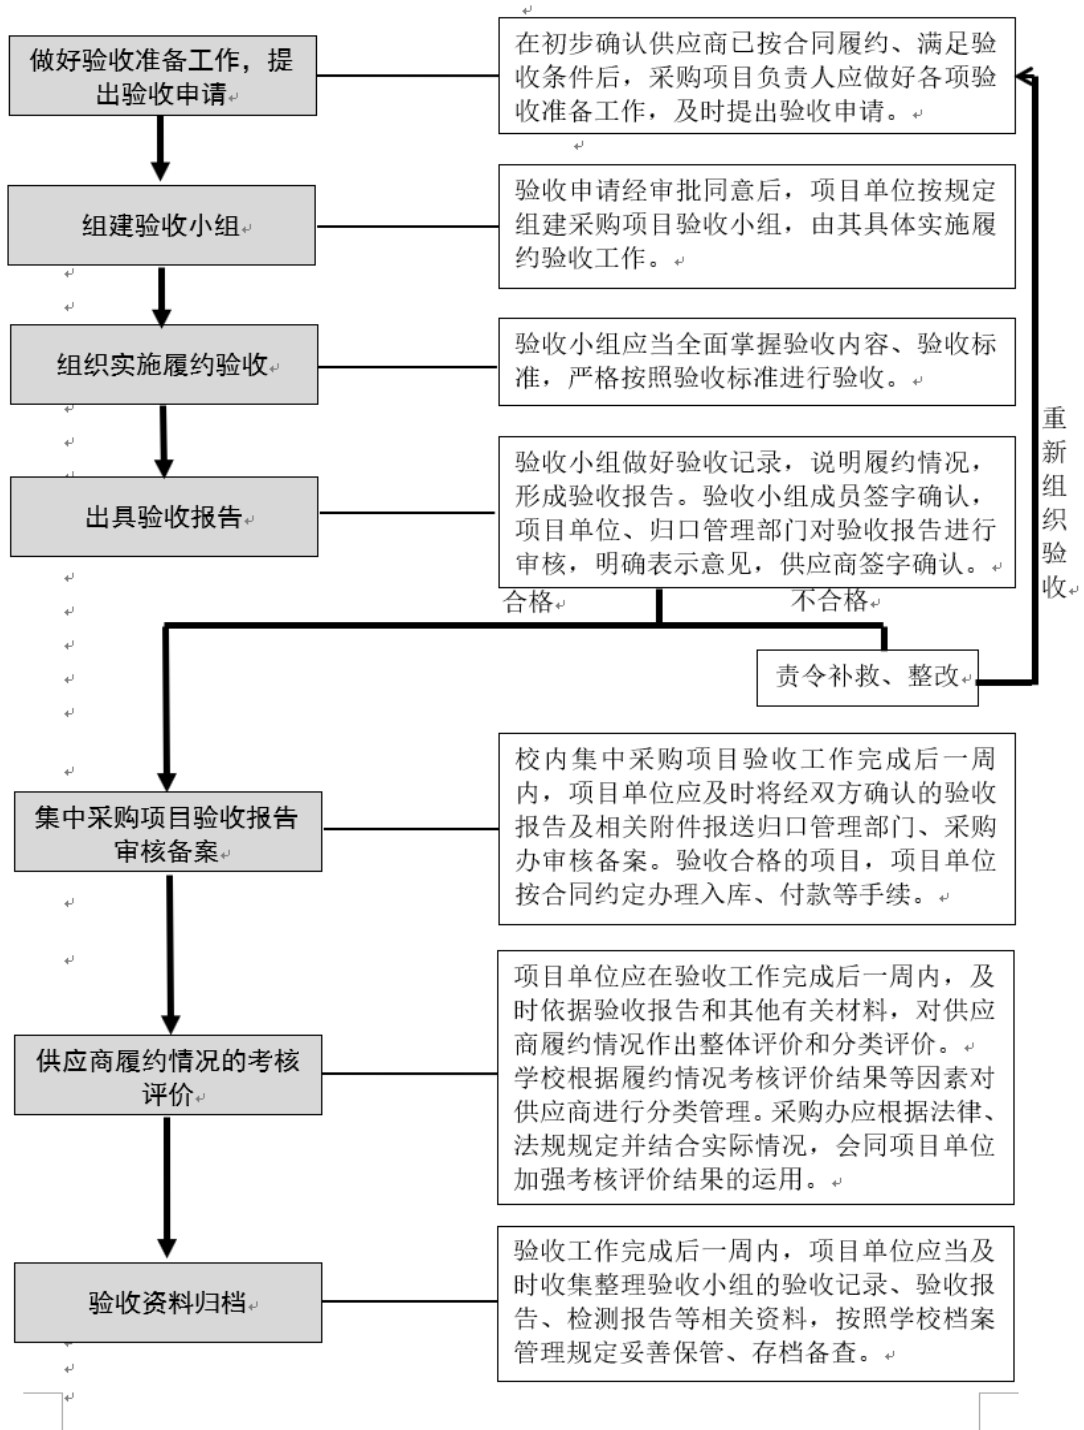 做好验收准备工作，提
出验收申请
在初步确认供应商已按合同履约、满足验
收条件后，采购项目负责人应做好各项验
收准备工作，及时提出验收申请。
组建验收小组
验收申请经审批同意后，项目单位按规定
组建采购项目验收小组，由其具体实施履
约验收工作。
组织实施履约验收
验收小组应当全面掌握验收内容、验收标
准，严格按照验收标准进行验收。
出具验收报告
验收小组做好验收记录，说明履约情况，
形成验收报告。验收小组成员签字确认，
项目单位、归口管理部门对验收报告进行
审核，明确表示意见，供应商签字确认。
重
新
组
织
验
收
合格
不合格
责令补救、整改
集中采购项目验收报告
审核备案
校内集中采购项目验收工作完成后一周
内，项目单位应及时将经双方确认的验收
报告及相关附件报送归口管理部门、采购
办审核备案。验收合格的项目，项目单位
按合同约定办理入库、付款等手续。
供应商履约情况的考核
评价
项目单位应在验收工作完成后一周内，及
时依据验收报告和其他有关材料，对供应
商履约情况作出整体评价和分类评价。
学校根据履约情况考核评价结果等因素对
供应商进行分类管理。采购办应根据法律、
法规规定并结合实际情况，会同项目单位
加强考核评价结果的运用。
验收资料归档
验收工作完成后一周内，项目单位应当及
时收集整理验收小组的验收记录、验收报
告、检测报告等相关资料，按照学校档案
管理规定妥善保管、存档备查。